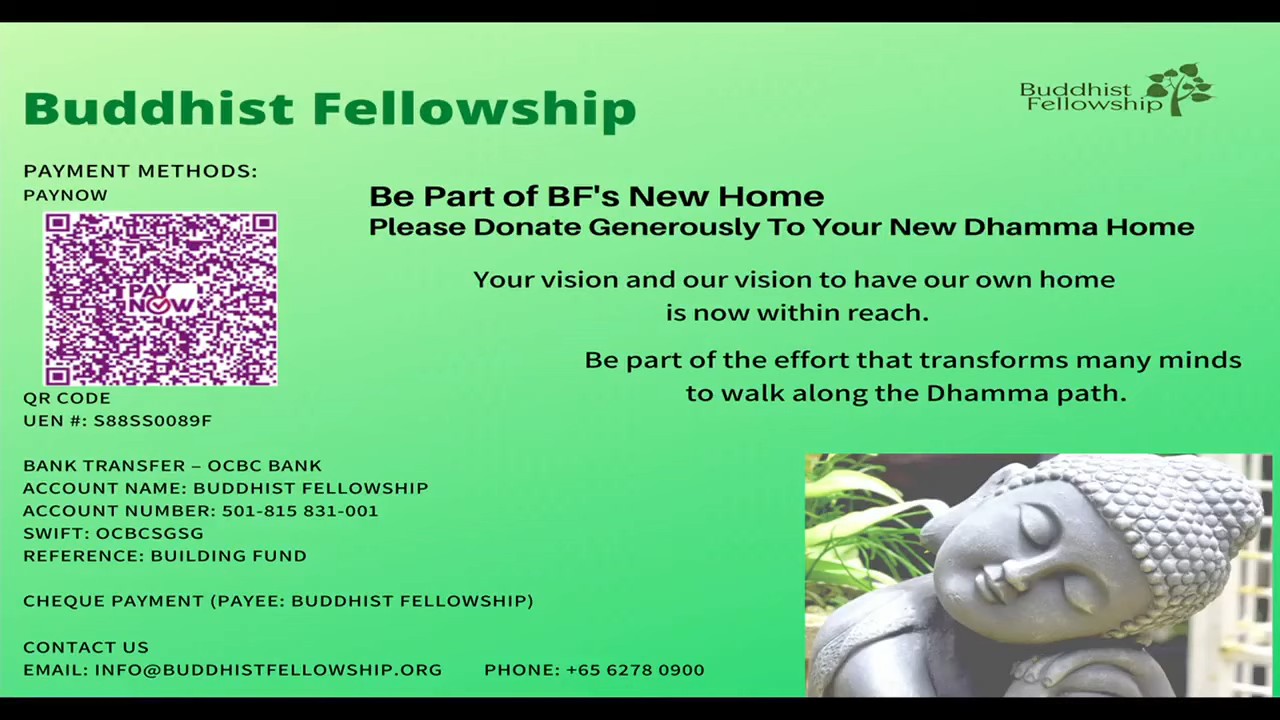 Buddhist Fellowship
Buddhist
Fellowship
PAYMENT METHODS:
PAYNOW
PAY
NOW
QR CODE
UEN #: S88SS0089F
BANK TRANSFER – OCBC BANK
ACCOUNT NAME: BUDDHIST FELLOWSHIP
ACCOUNT NUMBER: 501-815 831-001
SWIFT: OCBCSGSG
REFERENCE: BUILDING FUND
CHEQUE PAYMENT (PAYEE: BUDDHIST FELLOWSHIP)
CONTACT US
EMAIL: INFO@BUDDHISTFELLOWSHIP.ORG PHONE: +65 6278 0900
Be Part of BF's New Home
Please Donate Generously To Your New Dhamma Home
Your vision and our vision to have our own home
is now within reach.
Be part of the effort that transforms many minds
to walk along the Dhamma path.